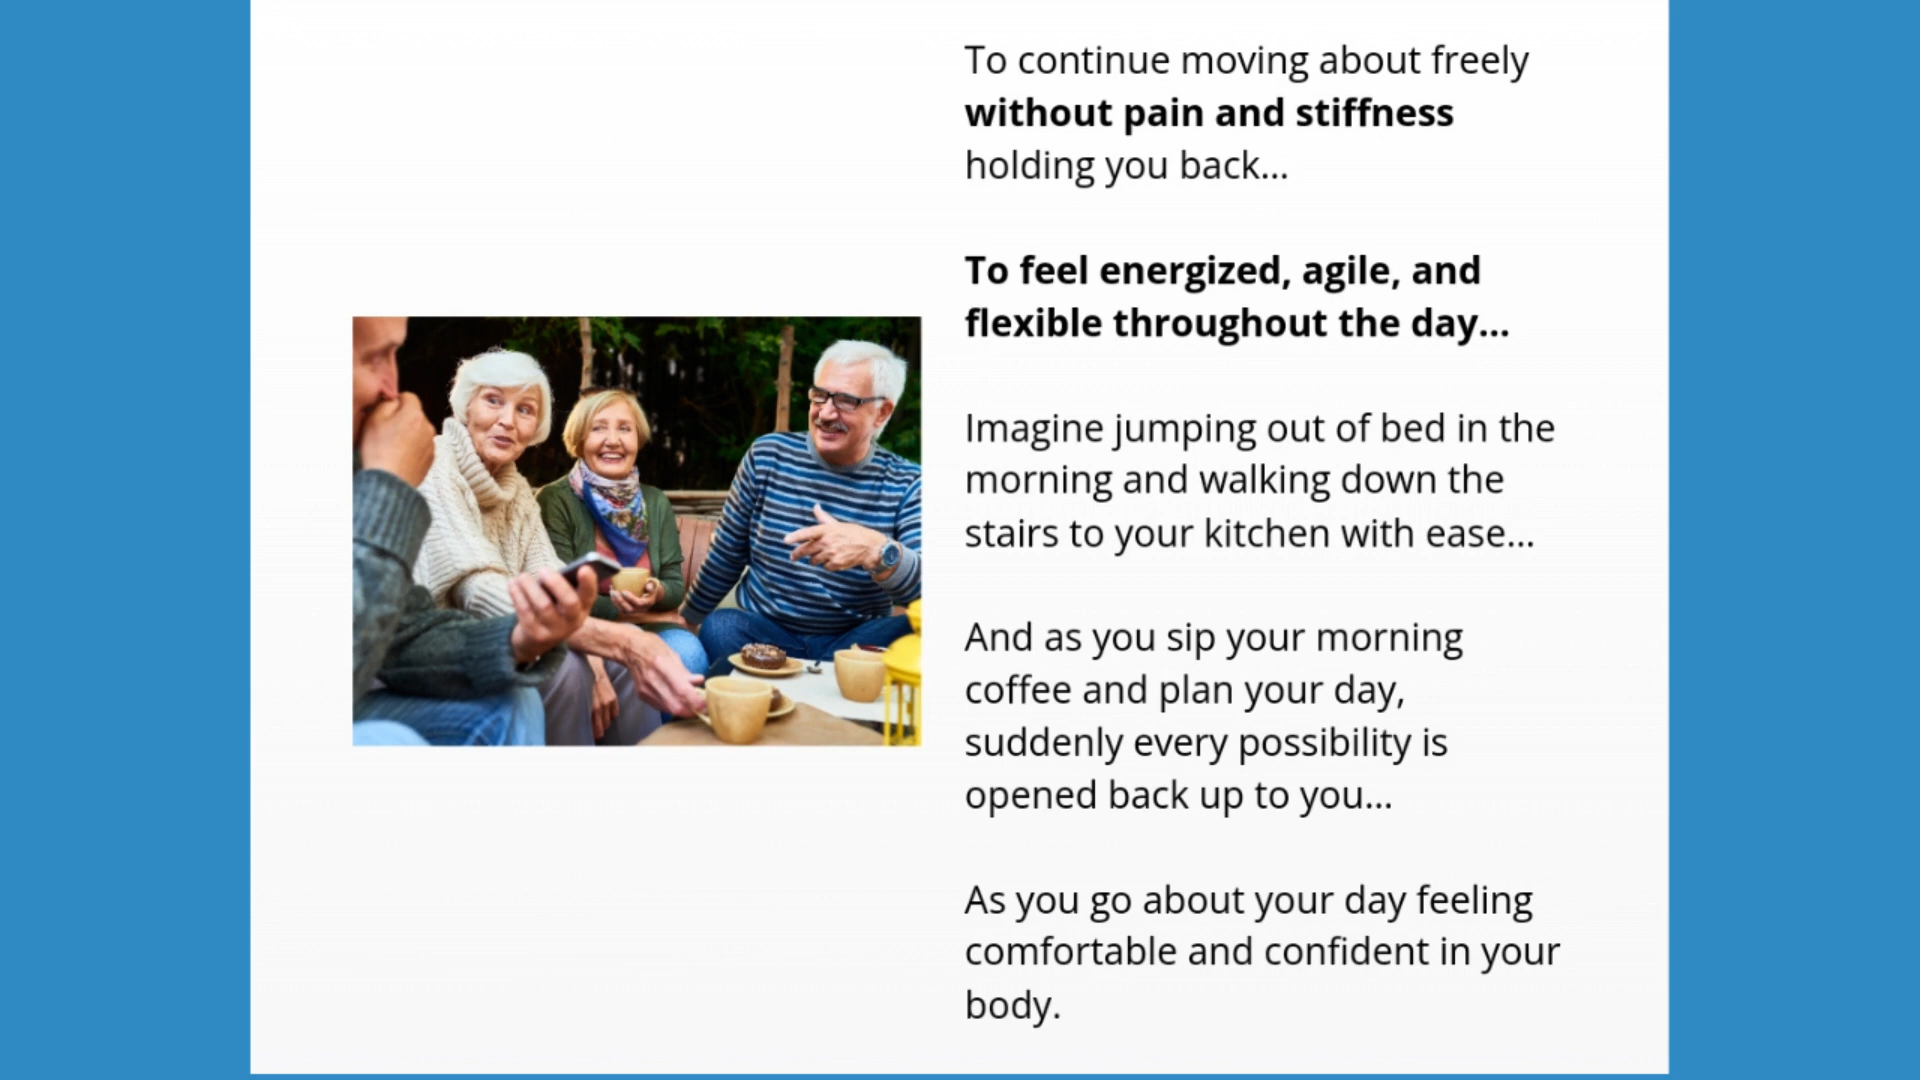 To continue moving about freely
without pain and stiffness
holding you back...
To feel energized, agile, and
flexible throughout the day...
Imagine jumping out of bed in the
morning and walking down the
stairs to your kitchen with ease...
And as you sip your morning
coffee and plan your day,
suddenly every possibility is
opened back up to you...
As you go about your day feeling
comfortable and confident in your
body.